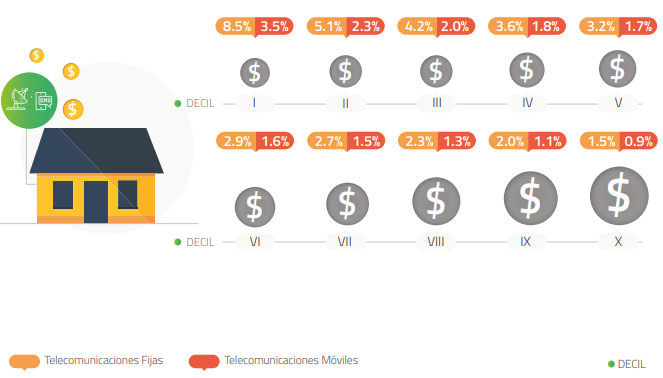 8.5% 3.5% 5.1% 2.3% 4.2% 2.0% 3.6% 1.8% 3.2% 1.7%
$ $ $ $ $ $
$
DECIL I II III IV V
$
SMS
2.9% 1.6% 2.7% 1.5% 2.3% 1.3% 2.0% 1.1% 1.5% 0.9%
$ $ $ $ $
DECIL VI VII VIII IX X
Telecomunicaciones Fijas Telecomunicaciones Móviles DECIL